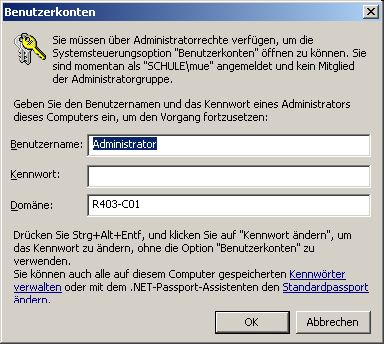 Benutzerkonten
Sie müssen über Administratorrechte verfügen, um die
Systemsteuerungsoption "Benutzerkonten" öffnen zu können. Sie
sind momentan als "SCHULE\mue" angemeldet und kein Mitglied
der Administratorgruppe.
Geben Sie den Benutzernamen und das Kennwort eines Administrators
dieses Computers ein, um den Vorgang fortzusetzen:
Benutzername: Administrator
Kennwort:
Domäne: R403-C01
Drücken Sie Strg+Alt+Entf, und klicken Sie auf "Kennwort ändern", um
das Kennwort zu ändern, ohne die Option "Benutzerkonten" zu
verwenden.
Sie können auch alle auf diesem Computer gespeicherten Kennwörter
verwalten oder mit dem .NET-Passport-Assistenten den Standardpassport
ändern.
OK Abbrechen